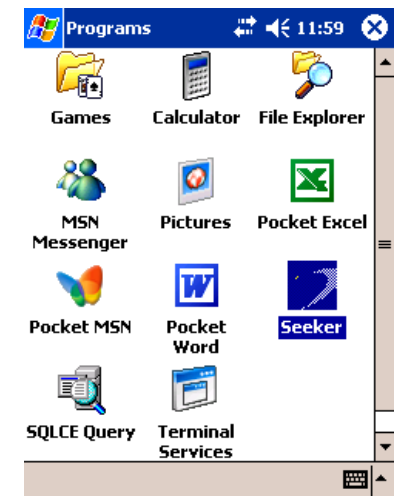 Programs 11:59
Games Calculator File Explorer
MSN Messenger Pictures Pocket Excel
Pocket MSN Pocket Word Seeker
SQLCE Query Terminal Services